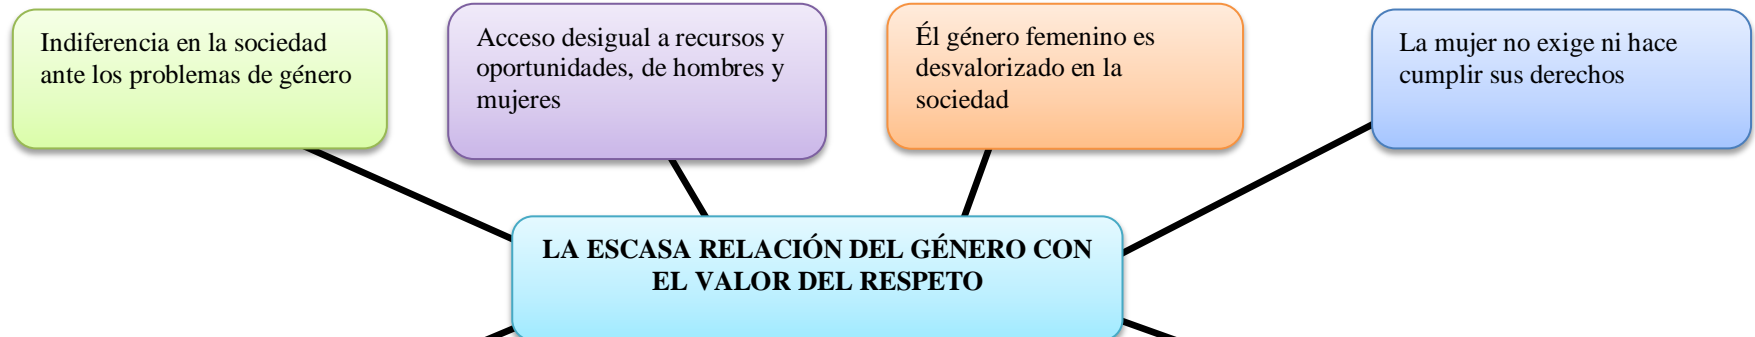 Indiferencia en la sociedad
ante los problemas de género
Acceso desigual a recursos y
oportunidades, de hombres y
mujeres
Él género femenino es
desvalorizado en la
sociedad
La mujer no exige ni hace
cumplir sus derechos
LA ESCASA RELACIÓN DEL GÉNERO CON
EL VALOR DEL RESPETO